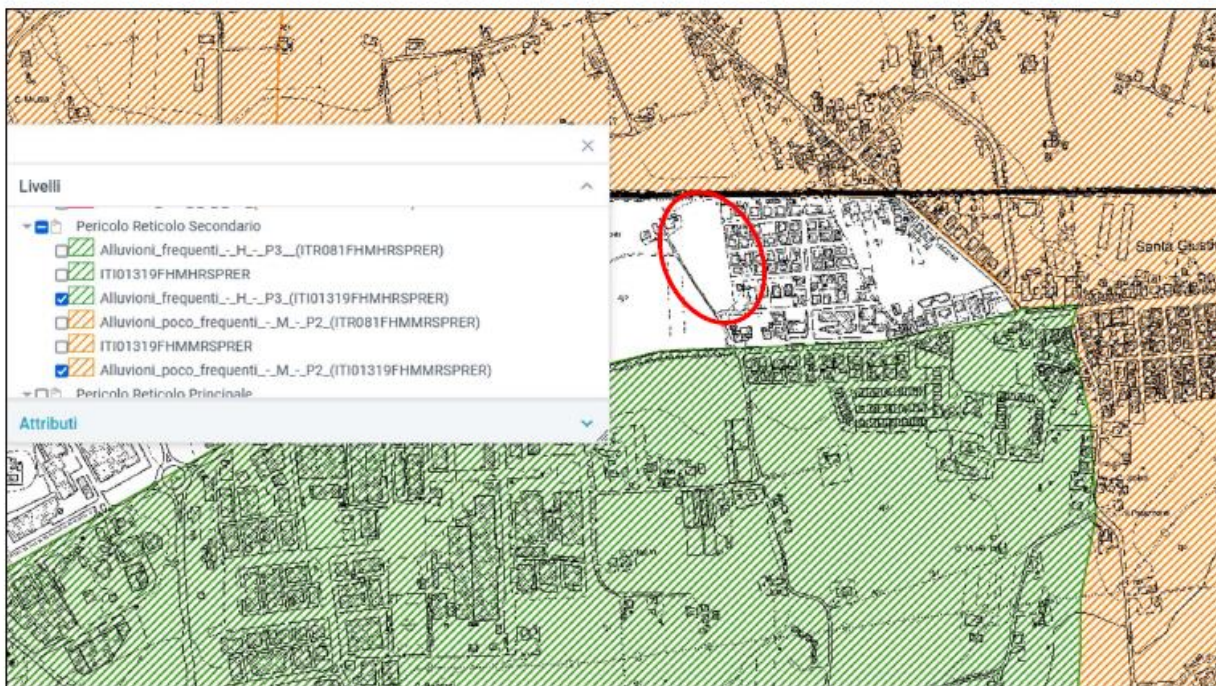 Livelli
Pericolo Reticolo Secondario
Alluvioni_frequenti_-_H_-_P3__(ITR081FHMHRSPRER)
ITI01319FHMHRSPRER
Alluvioni_frequenti_-_H_-_P3_(ITI01319FHMHRSPRER)
Alluvioni_poco_frequenti_-_M_-_P2_(ITR081FHMMRSPRER)
ITI01319FHMMRSPRER
Alluvioni_poco_frequenti_-_M_-_P2_(ITI01319FHMMRSPRER)
Pericolo Reticolo Principale
Attributi
Santa Giusti